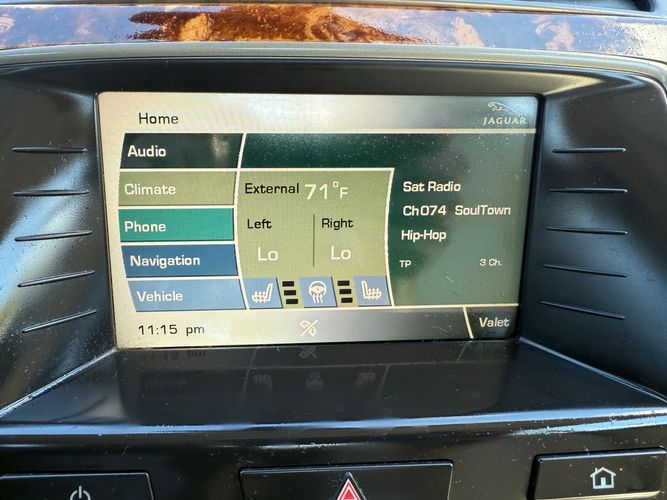 Home
JAGUAR
Audio
Climate
Phone
Navigation
Vehicle
External 71°F
Left Right
Lo Lo
Sat Radio
Ch074 SoulTown
Hip-Hop
TP 3 Ch.
11:15 pm
Valet